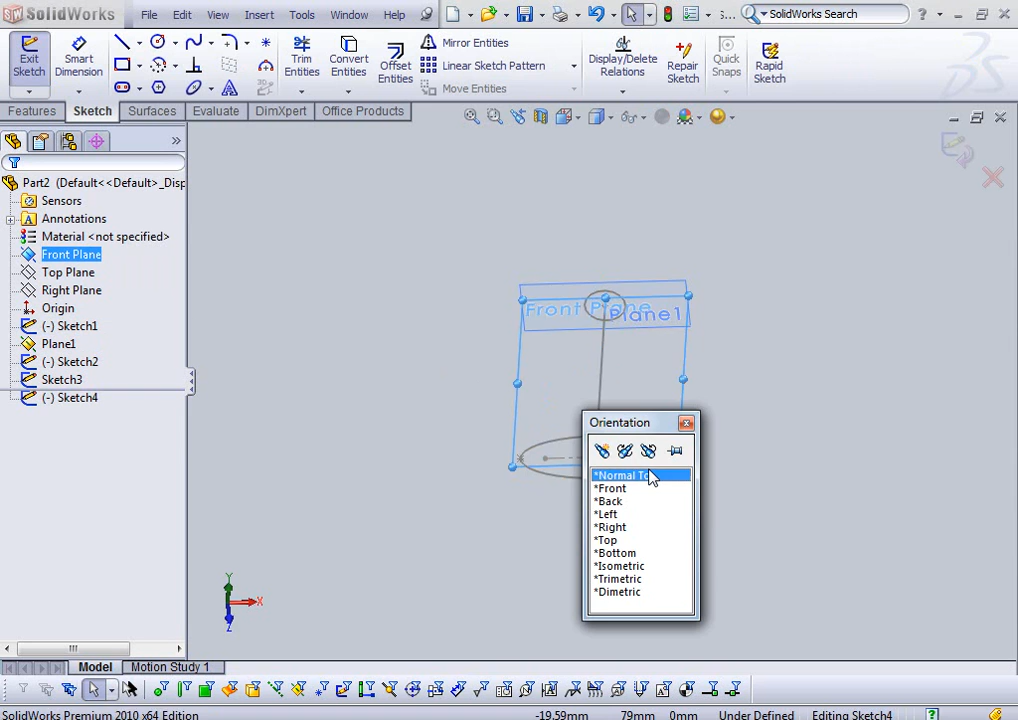 SolidWorks File Edit View Insert Tools Window Help S... SolidWorks Search
Exit Sketch
Smart Dimension
Trim Entities
Convert Entities
Offset Entities
Mirror Entities
Linear Sketch Pattern
Move Entities
Display/Delete Relations
Repair Sketch
Quick Snaps
Rapid Sketch
Features Sketch Surfaces Evaluate DimXpert Office Products
Part2 (Default<<Default>_Disp
Sensors
Annotations
Material <not specified>
Front Plane
Top Plane
Right Plane
Origin
(-) Sketch1
Plane1
(-) Sketch2
Sketch3
(-) Sketch4
Front Plane
Plane1
Orientation
*Normal To
*Front
*Back
*Left
*Right
*Top
*Bottom
*Isometric
*Trimetric
*Dimetric
Y
X
Z
Model Motion Study 1
SolidWorks Premium 2010 x64 Edition -19.59mm 79mm 0mm Under Defined Editing Sketch4